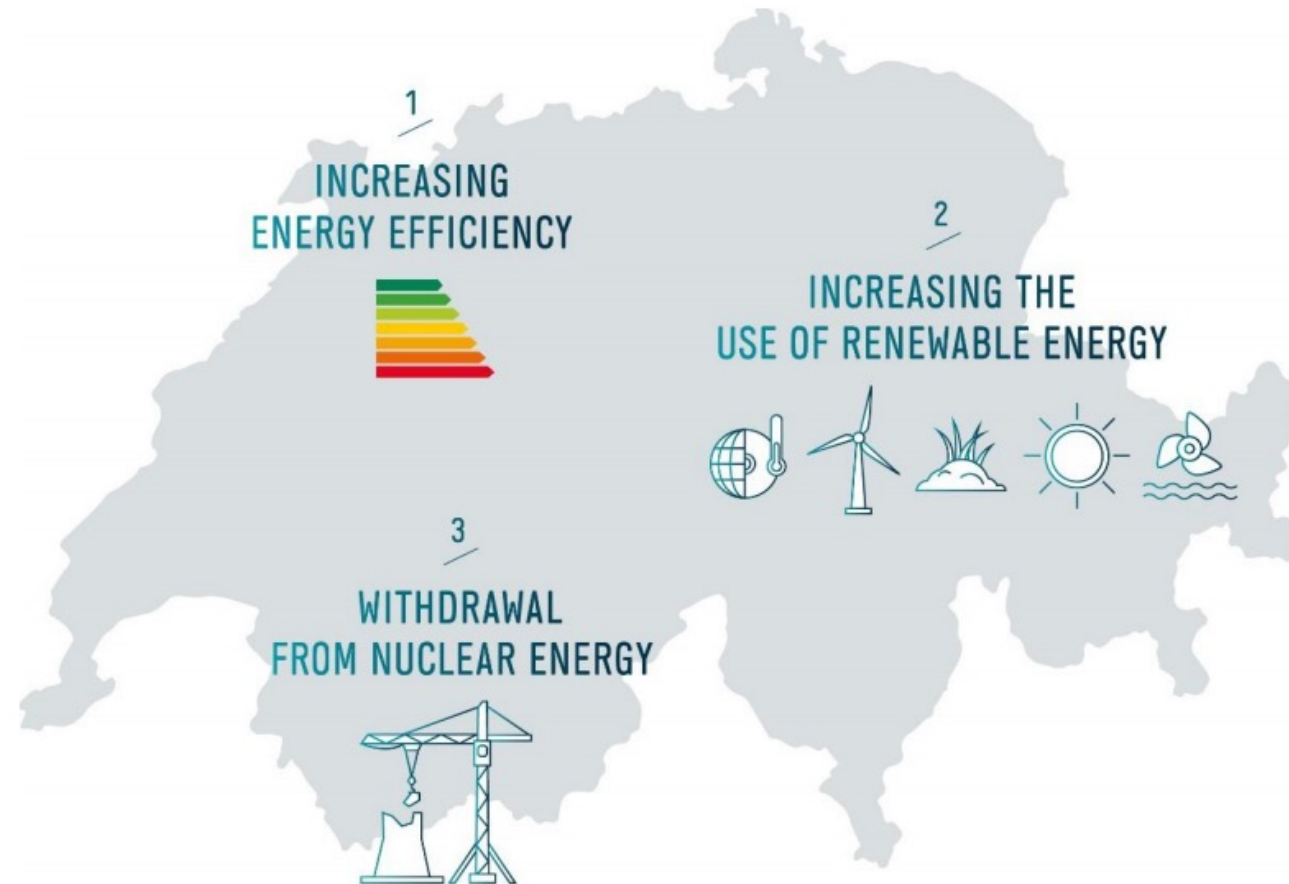 1
INCREASING
ENERGY EFFICIENCY
2
INCREASING THE
USE OF RENEWABLE ENERGY
3
WITHDRAWAL
FROM NUCLEAR ENERGY